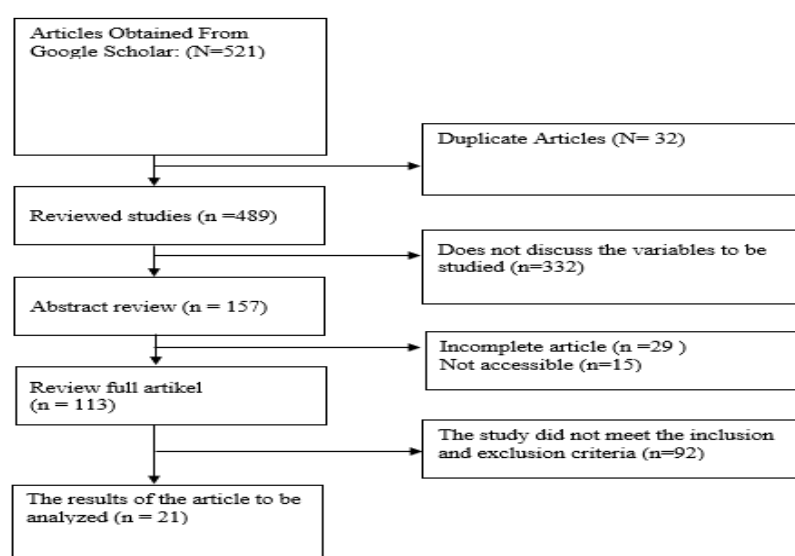 Articles Obtained From
Google Scholar: (N=521)
Duplicate Articles (N= 32)
Reviewed studies (n =489)
Does not discuss the variables to be
studied (n=332)
Abstract review (n = 157)
Incomplete article (n =29 )
Not accessible (n=15)
Review full artikel
(n = 113)
The study did not meet the inclusion
and exclusion criteria (n=92)
The results of the article to be
analyzed (n = 21)